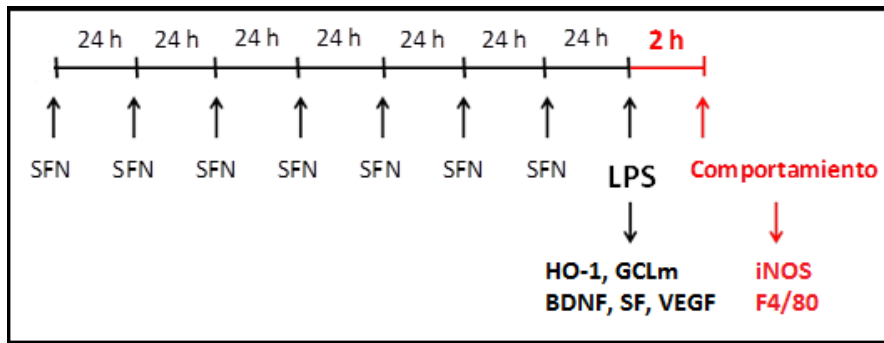 24 h 24 h 24 h 24 h 24 h 24 h 24 h 2 h
SFN SFN SFN SFN SFN SFN SFN LPS Comportamiento
HO-1, GCLm iNOS
BDNF, SF, VEGF F4/80